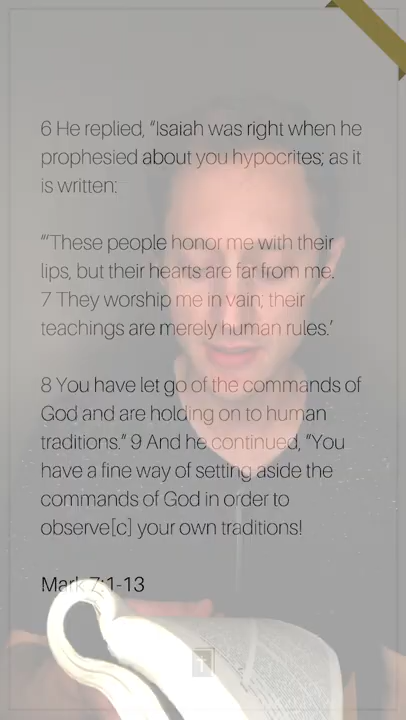 6 He replied, “Isaiah was right when he
prophesied about you hypocrites; as it
is written:
“‘These people honor me with their
lips, but their hearts are far from me.
7 They worship me in vain; their
teachings are merely human rules.’
8 You have let go of the commands of
God and are holding on to human
traditions.” 9 And he continued, “You
have a fine way of setting aside the
commands of God in order to
observe[c] your own traditions!
Mark 7:1-13